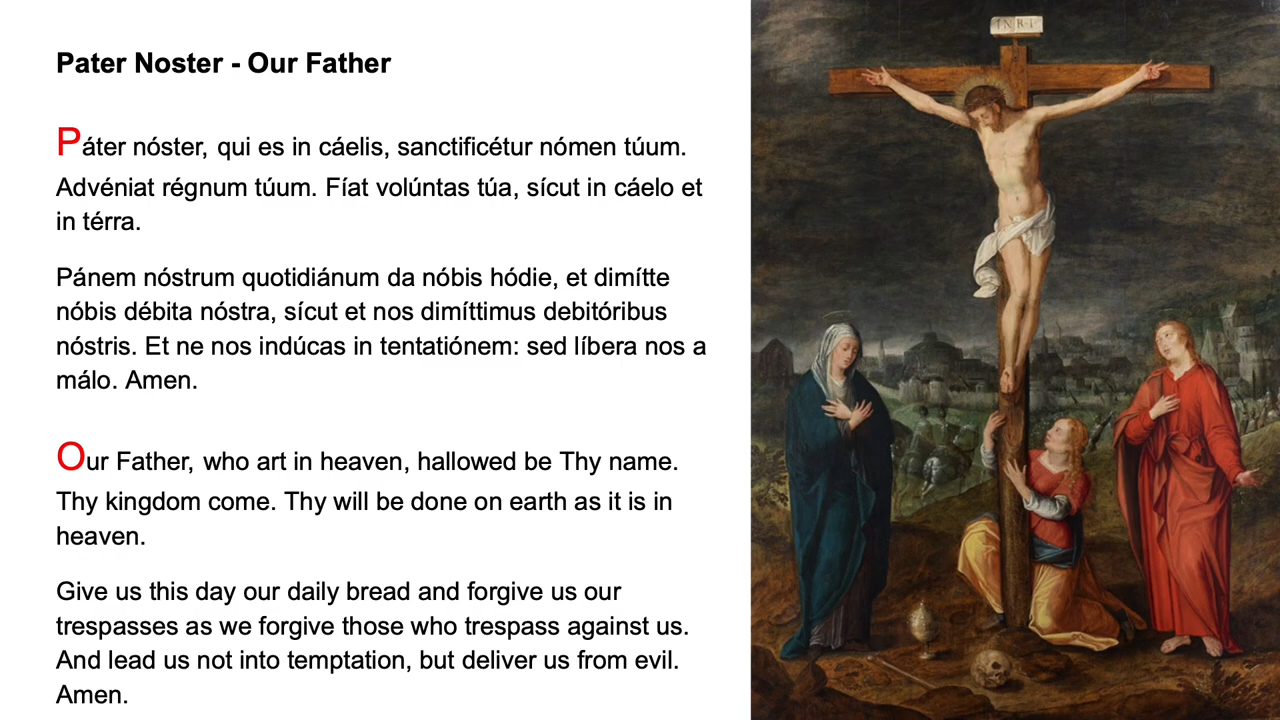 Pater Noster - Our Father
Páter nóster, qui es in cáelis, sanctificétur nómen túum.
Advéniat régnum túum. Fíat volúntas túa, sícut in cáelo et
in térra.
Pánem nóstrum quotidiánum da nóbis hódie, et dimítte
nóbis débita nóstra, sícut et nos dimíttimus debitóribus
nóstris. Et ne nos indúcas in tentatiónem: sed líbera nos a
málo. Amen.
Our Father, who art in heaven, hallowed be Thy name.
Thy kingdom come. Thy will be done on earth as it is in
heaven.
Give us this day our daily bread and forgive us our
trespasses as we forgive those who trespass against us.
And lead us not into temptation, but deliver us from evil.
Amen.
INRI